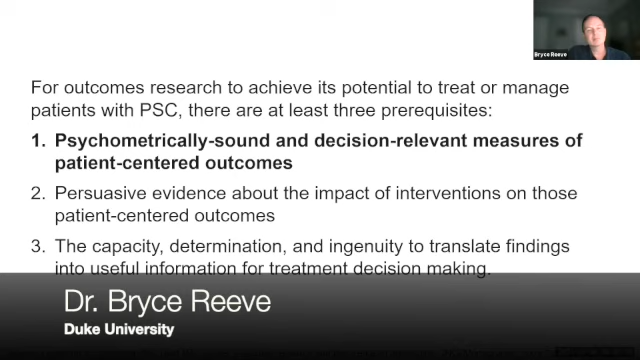 Bryce Reeve
For outcomes research to achieve its potential to treat or manage
patients with PSC, there are at least three prerequisites:
1. Psychometrically-sound and decision-relevant measures of
patient-centered outcomes
2. Persuasive evidence about the impact of interventions on those
patient-centered outcomes
3. The capacity, determination, and ingenuity to translate findings
into useful information for treatment decision making.
Dr. Bryce Reeve
Duke University